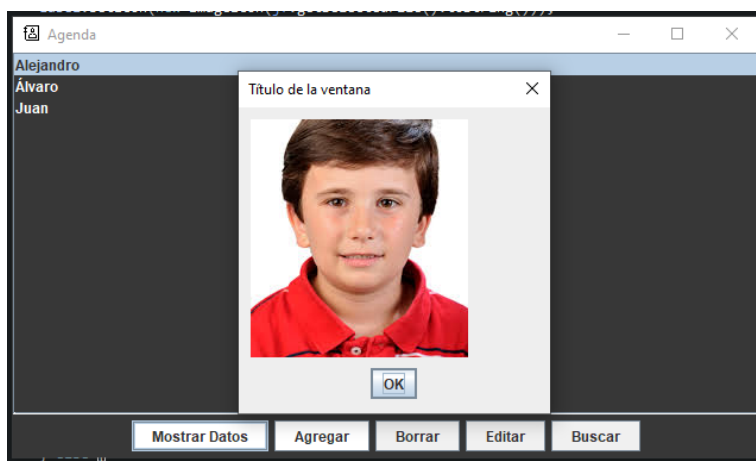 Agenda
Alejandro
Álvaro
Juan
Título de la ventana
OK
Mostrar Datos
Agregar
Borrar
Editar
Buscar